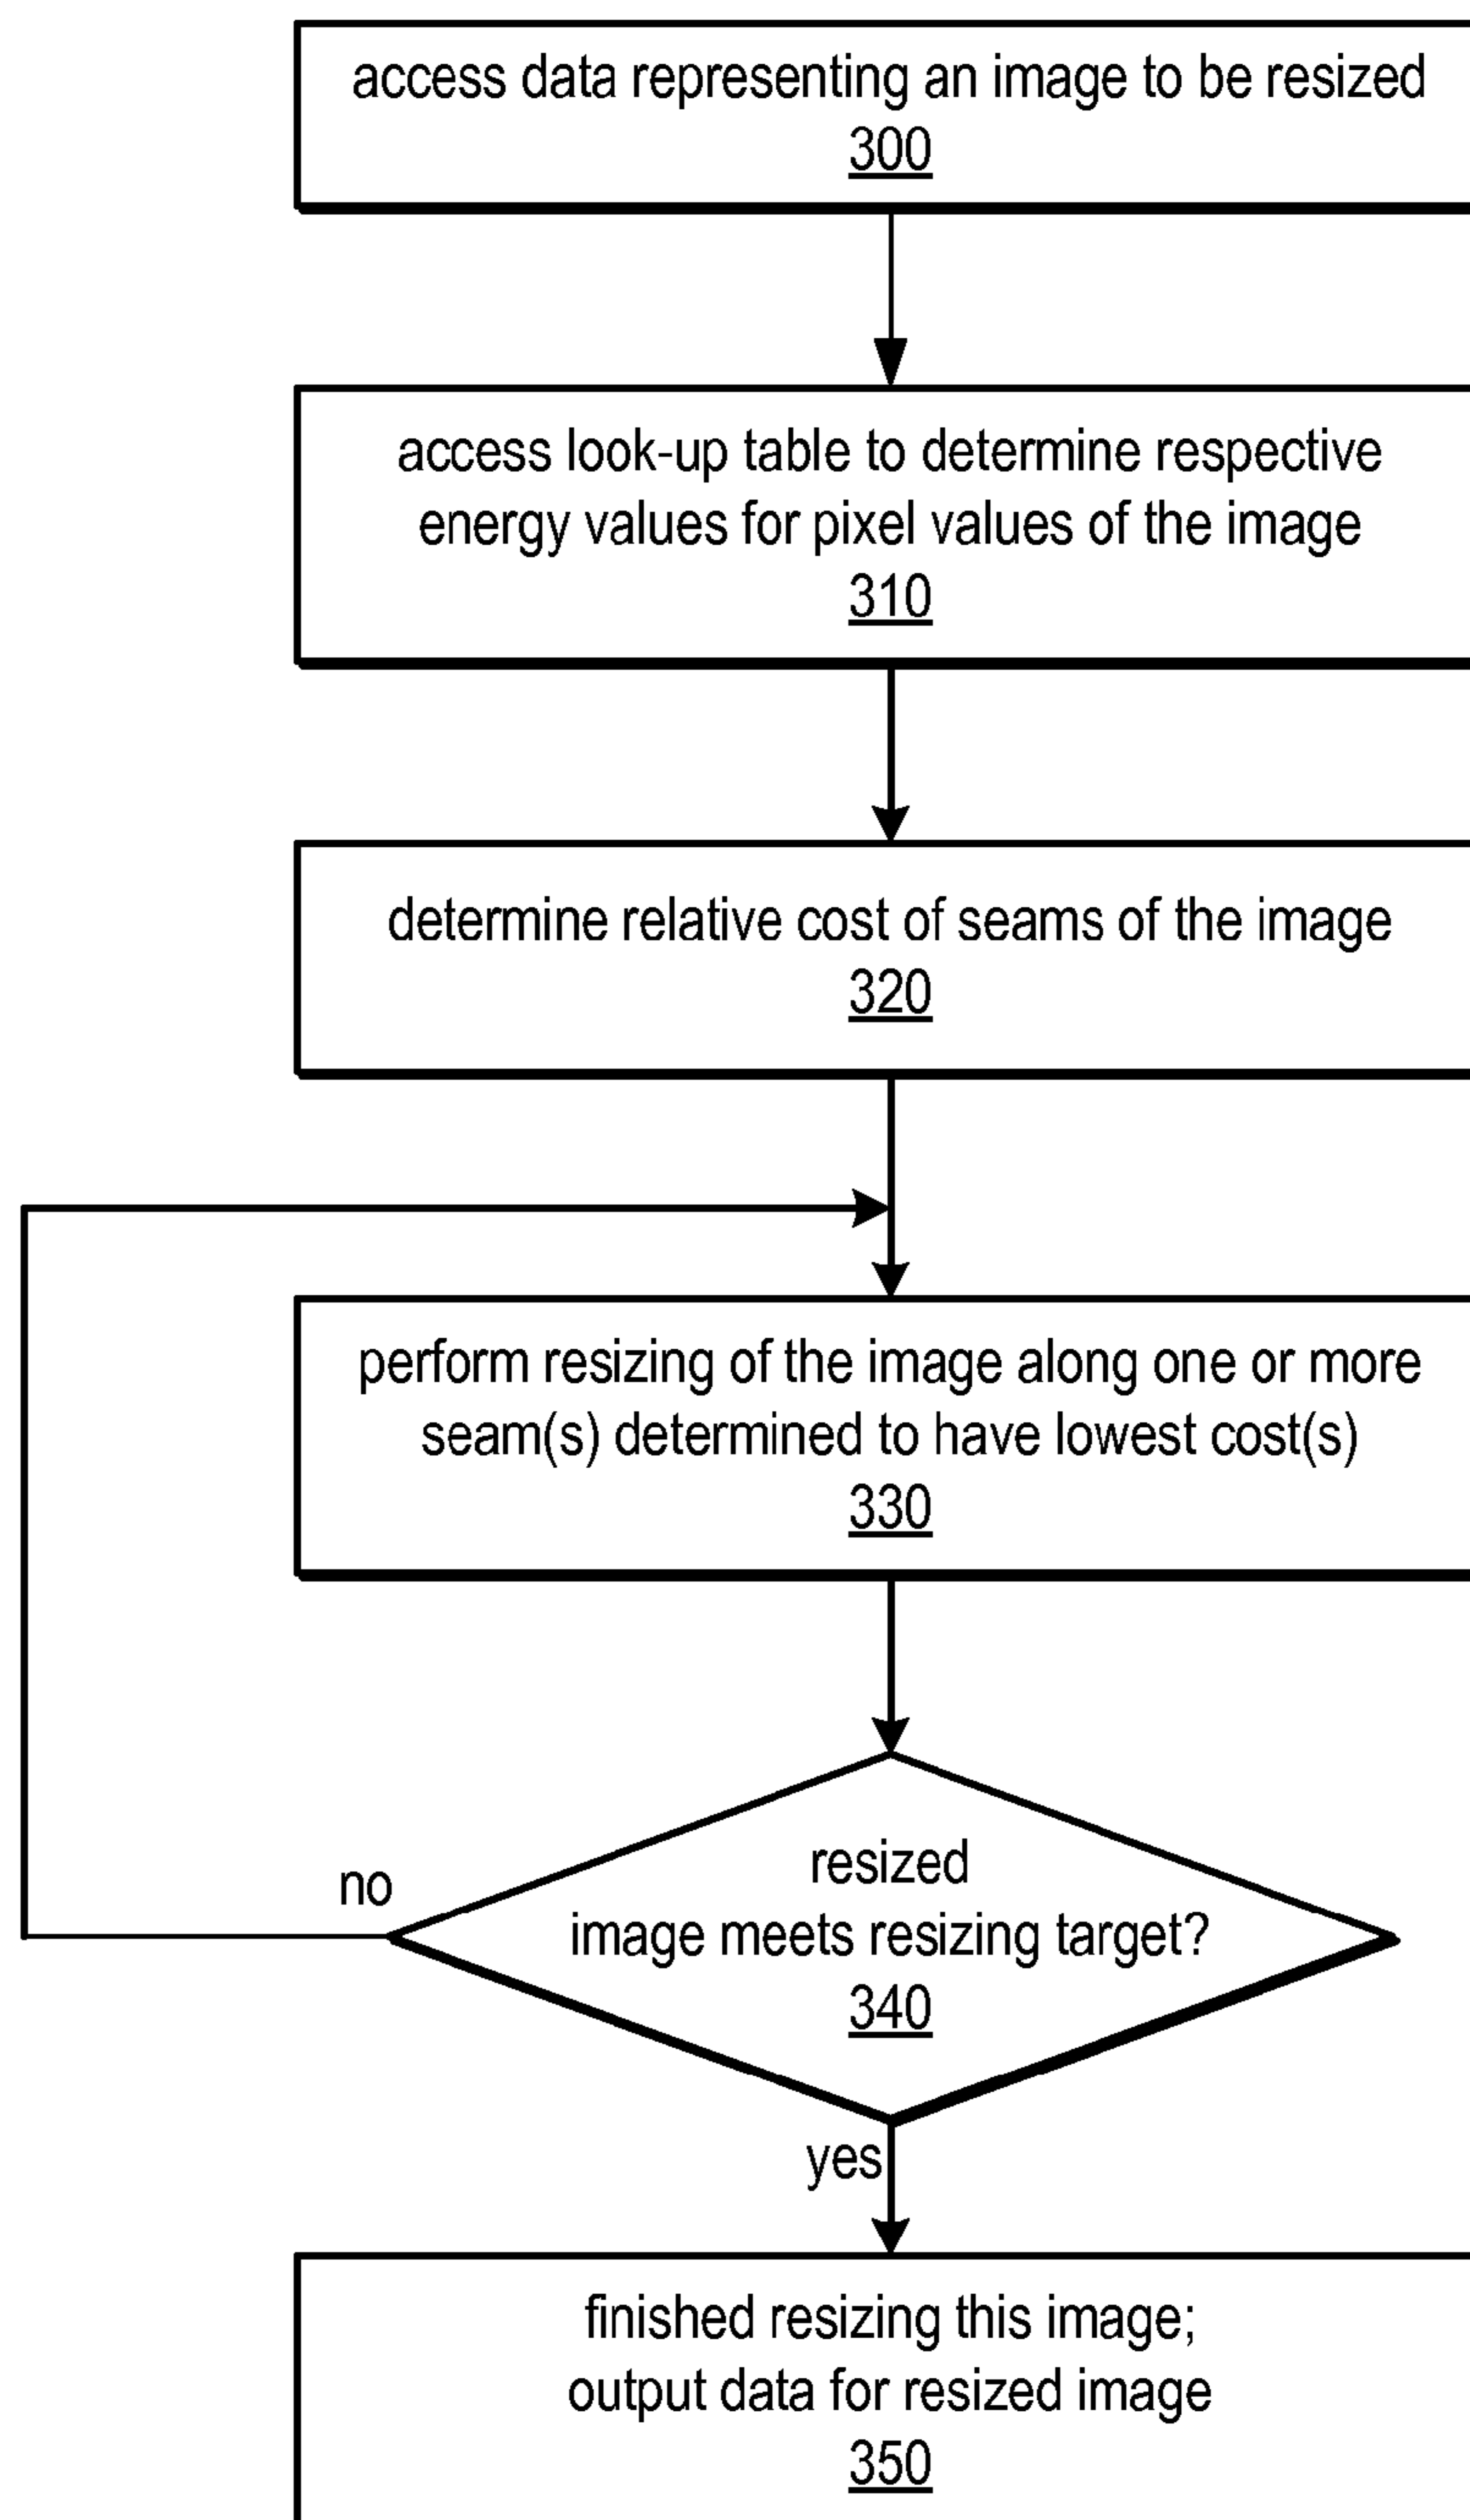 access data representing an image to be resized
300
access look-up table to determine respective
energy values for pixel values of the image
310
determine relative cost of seams of the image
320
perform resizing of the image along one or more
seam(s) determined to have lowest cost(s)
330
resized
image meets resizing target?
340
no
yes
finished resizing this image;
output data for resized image
350